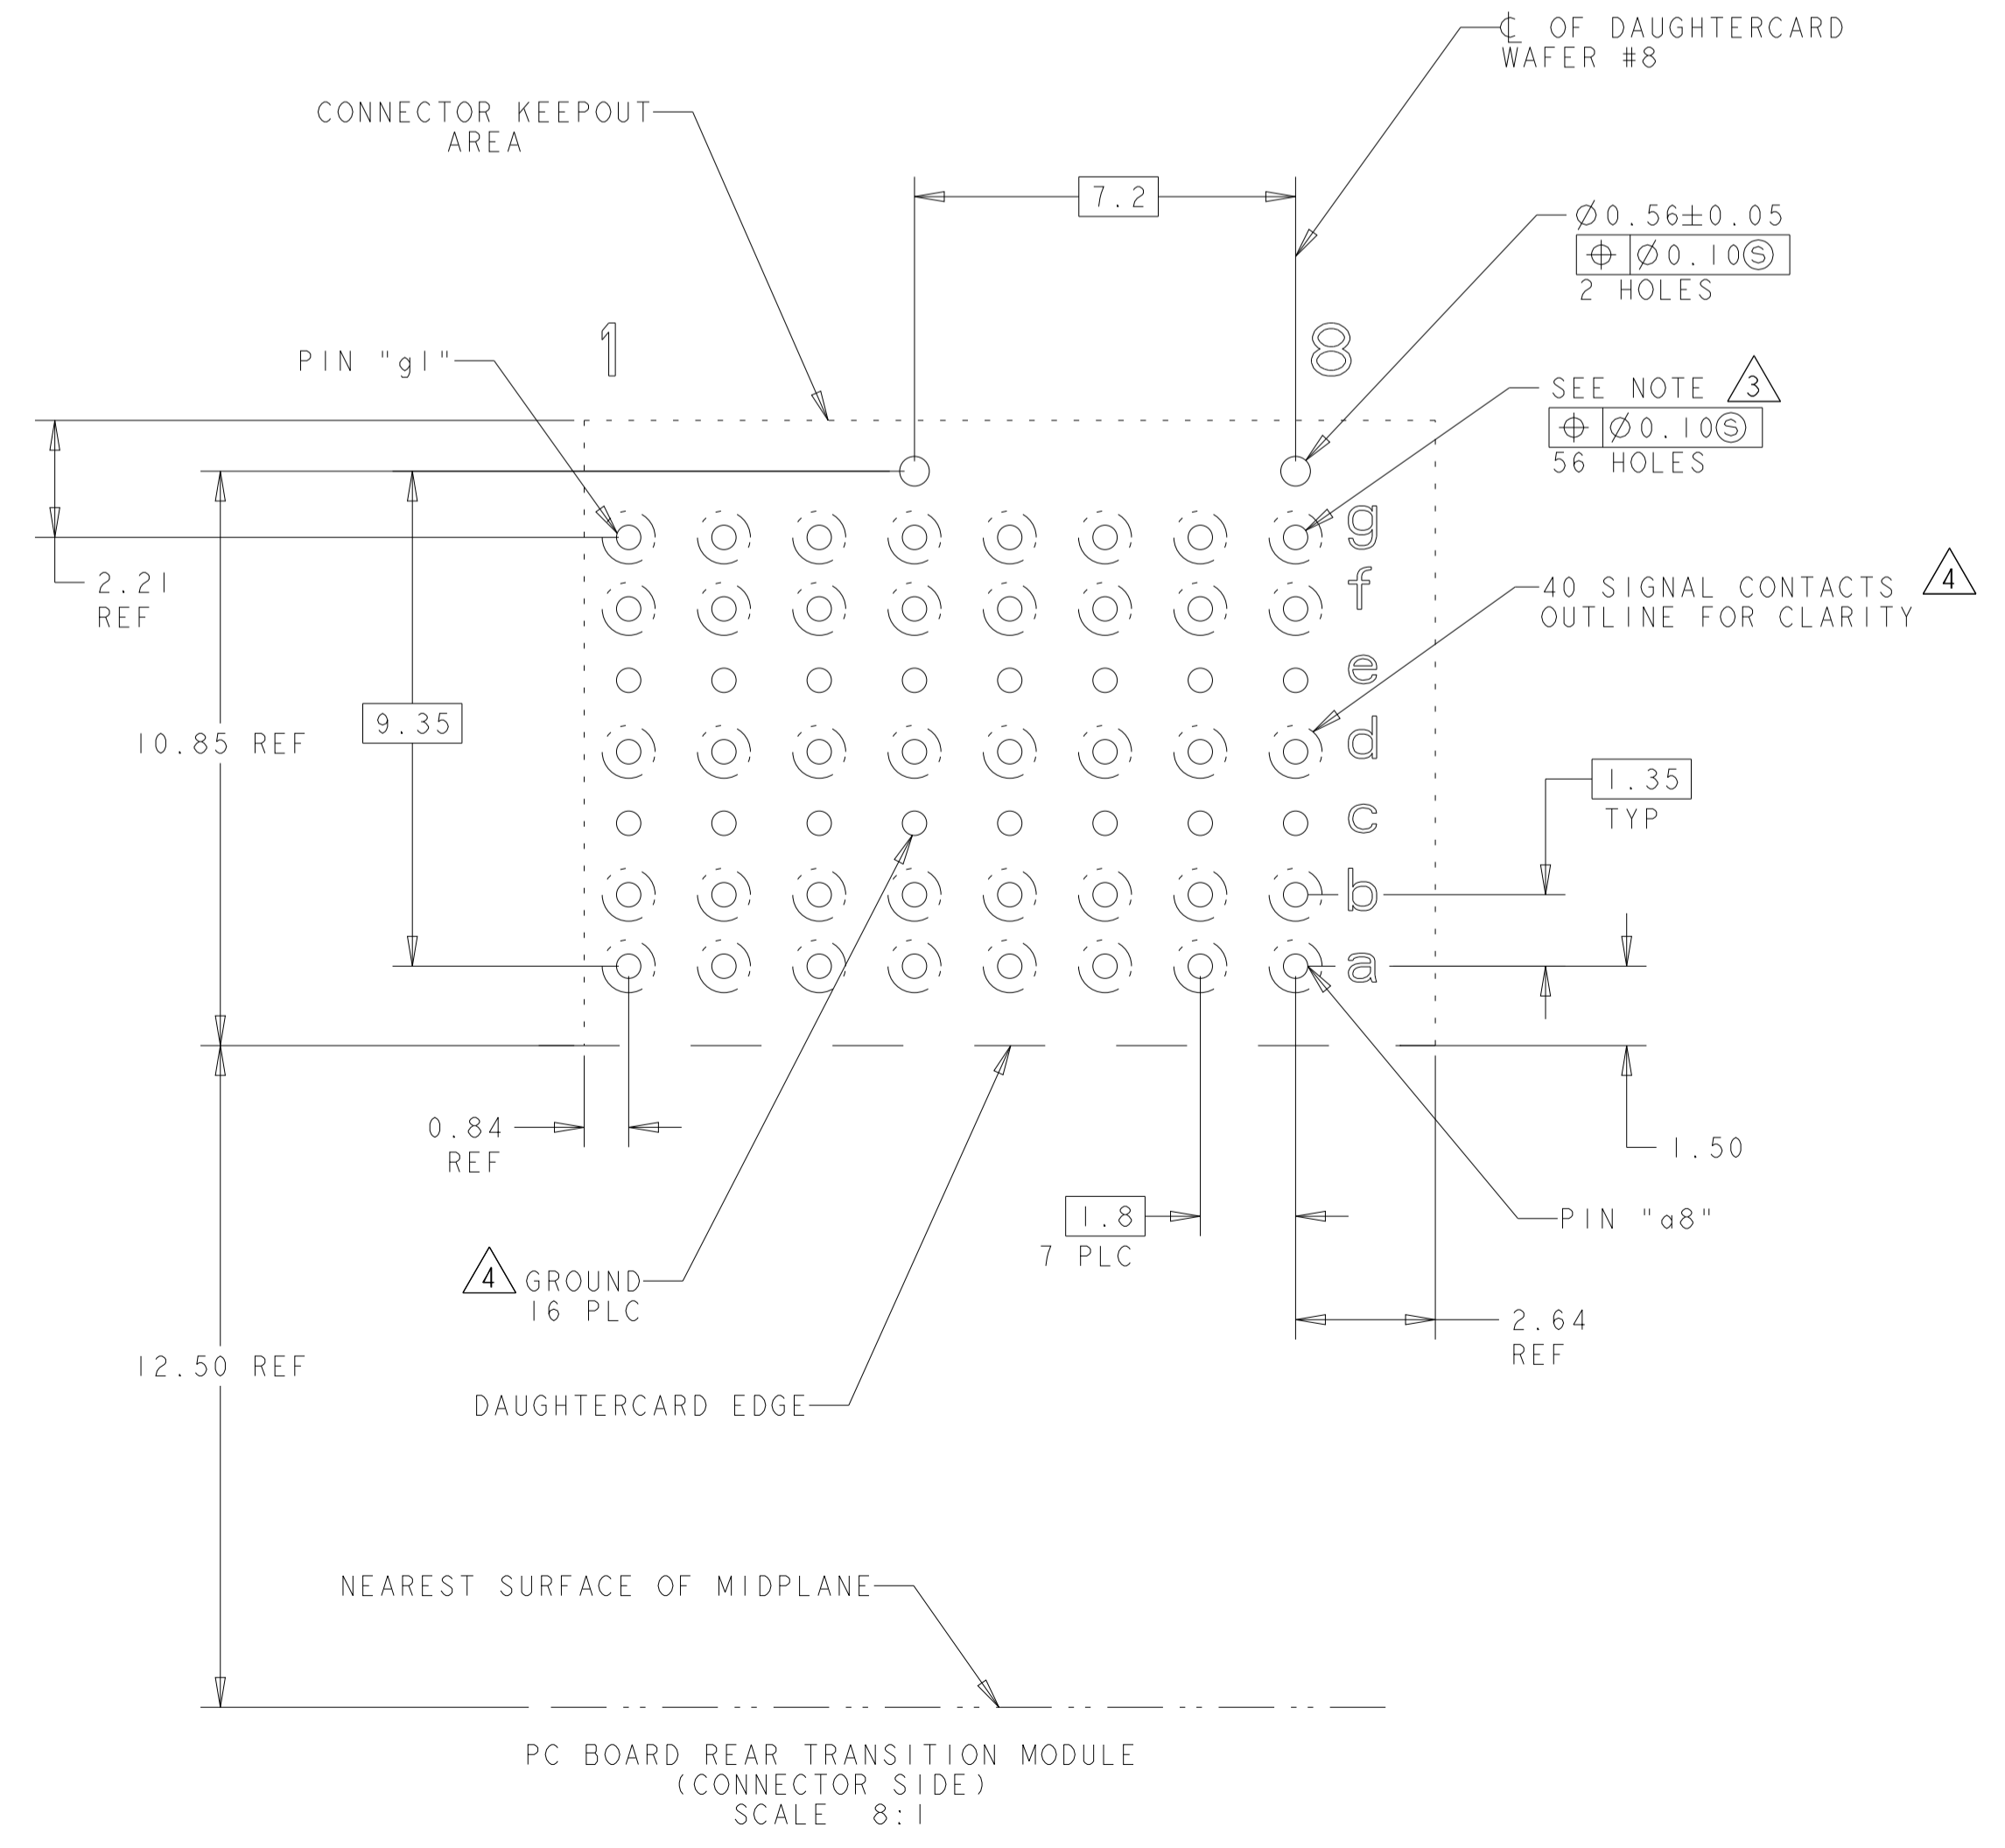 ℄ OF DAUGHTERCARD
WAFER #8
CONNECTOR KEEPOUT
AREA
7.2
⌀0.56±0.05
⌖ ⌀0.10Ⓢ
2 HOLES
1
8
PIN "g1"
SEE NOTE 3
⌖ ⌀0.10Ⓢ
56 HOLES
g
2.21
REF
f
40 SIGNAL CONTACTS 4
OUTLINE FOR CLARITY
e
9.35
10.85 REF
d
1.35
TYP
c
b
a
0.84
REF
1.50
1.8
7 PLC
PIN "a8"
4 GROUND
16 PLC
2.64
REF
12.50 REF
DAUGHTERCARD EDGE
NEAREST SURFACE OF MIDPLANE
PC BOARD REAR TRANSITION MODULE
(CONNECTOR SIDE)
SCALE 8:1